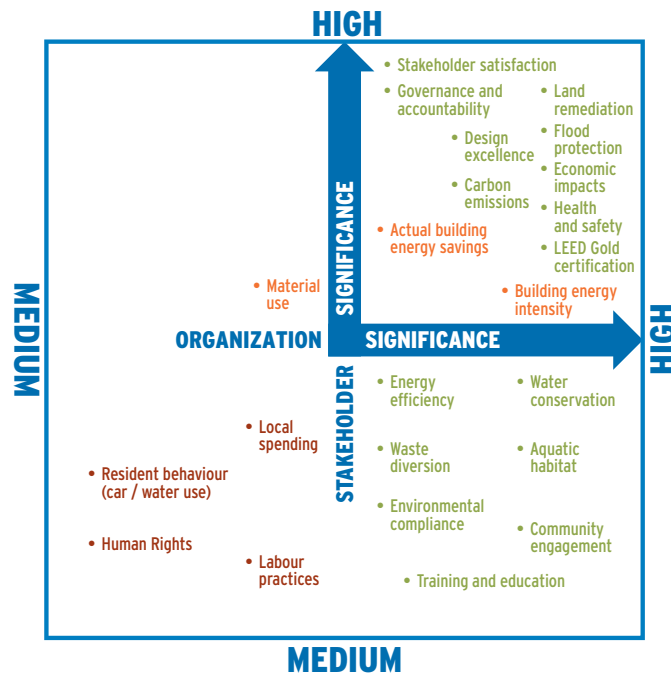 HIGH
• Stakeholder satisfaction
• Governance and
accountability
• Land
remediation
• Design
excellence
• Flood
protection
• Carbon
emissions
• Economic
impacts
• Health
and safety
• Actual building
energy savings
• LEED Gold
certification
• Material
use
• Building energy
intensity
MEDIUM
ORGANIZATION SIGNIFICANCE
HIGH
STAKEHOLDER SIGNIFICANCE
• Energy
efficiency
• Water
conservation
• Local
spending
• Waste
diversion
• Aquatic
habitat
• Resident behaviour
(car / water use)
• Environmental
compliance
• Community
engagement
• Human Rights
• Labour
practices
• Training and education
MEDIUM